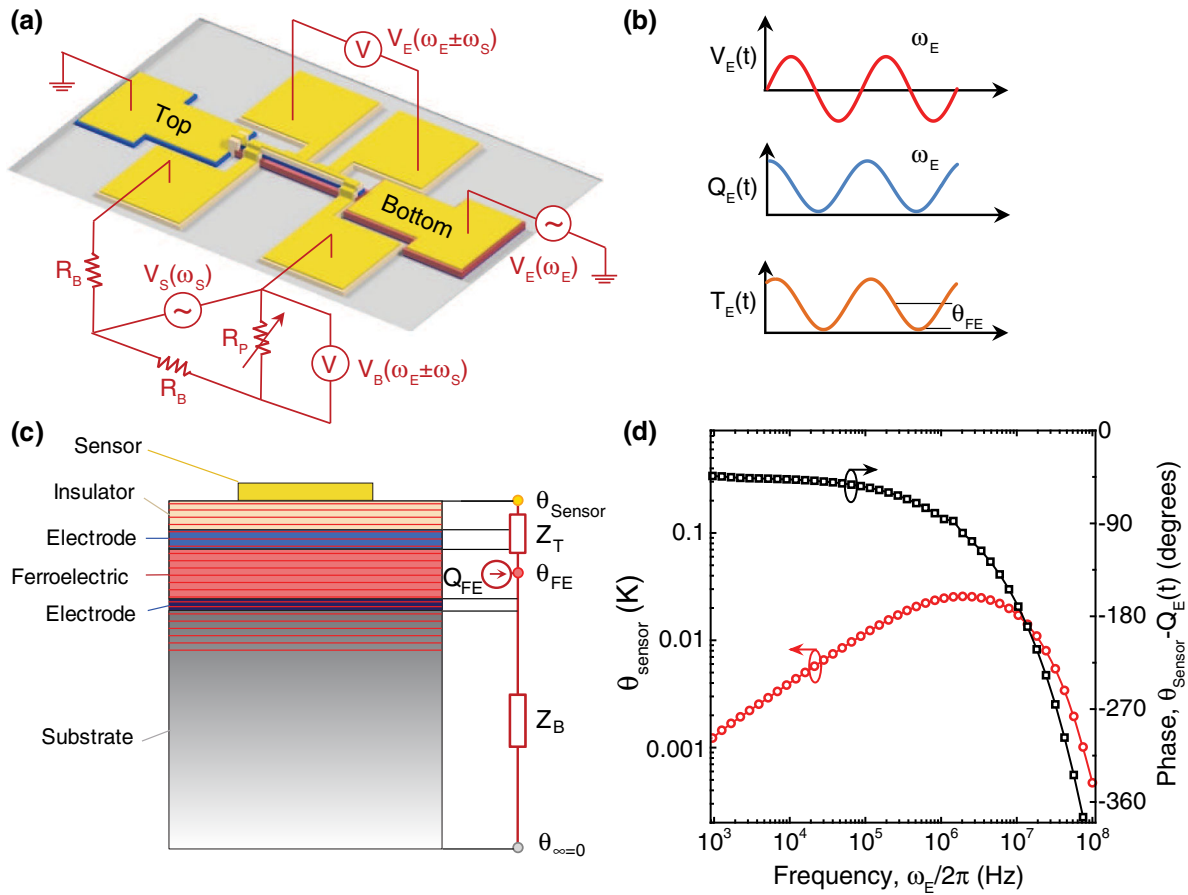 (a)
V_E(ω_E±ω_S)
V
Top
Bottom
R_B
V_S(ω_S)
~
~
V_E(ω_E)
R_P
V
V_B(ω_E±ω_S)
R_B
(b)
V_E(t)
ω_E
Q_E(t)
ω_E
T_E(t)
θ_FE
(c)
Sensor
Insulator
Electrode
Ferroelectric
Electrode
Substrate
θ_Sensor
Z_T
Q_FE
θ_FE
Z_B
θ_∞=0
(d)
θ_sensor (K)
0.1
0.01
0.001
0
-90
-180
-270
-360
Phase, θ_Sensor-Q_E(t) (degrees)
10^3 10^4 10^5 10^6 10^7 10^8
Frequency, ω_E/2π (Hz)